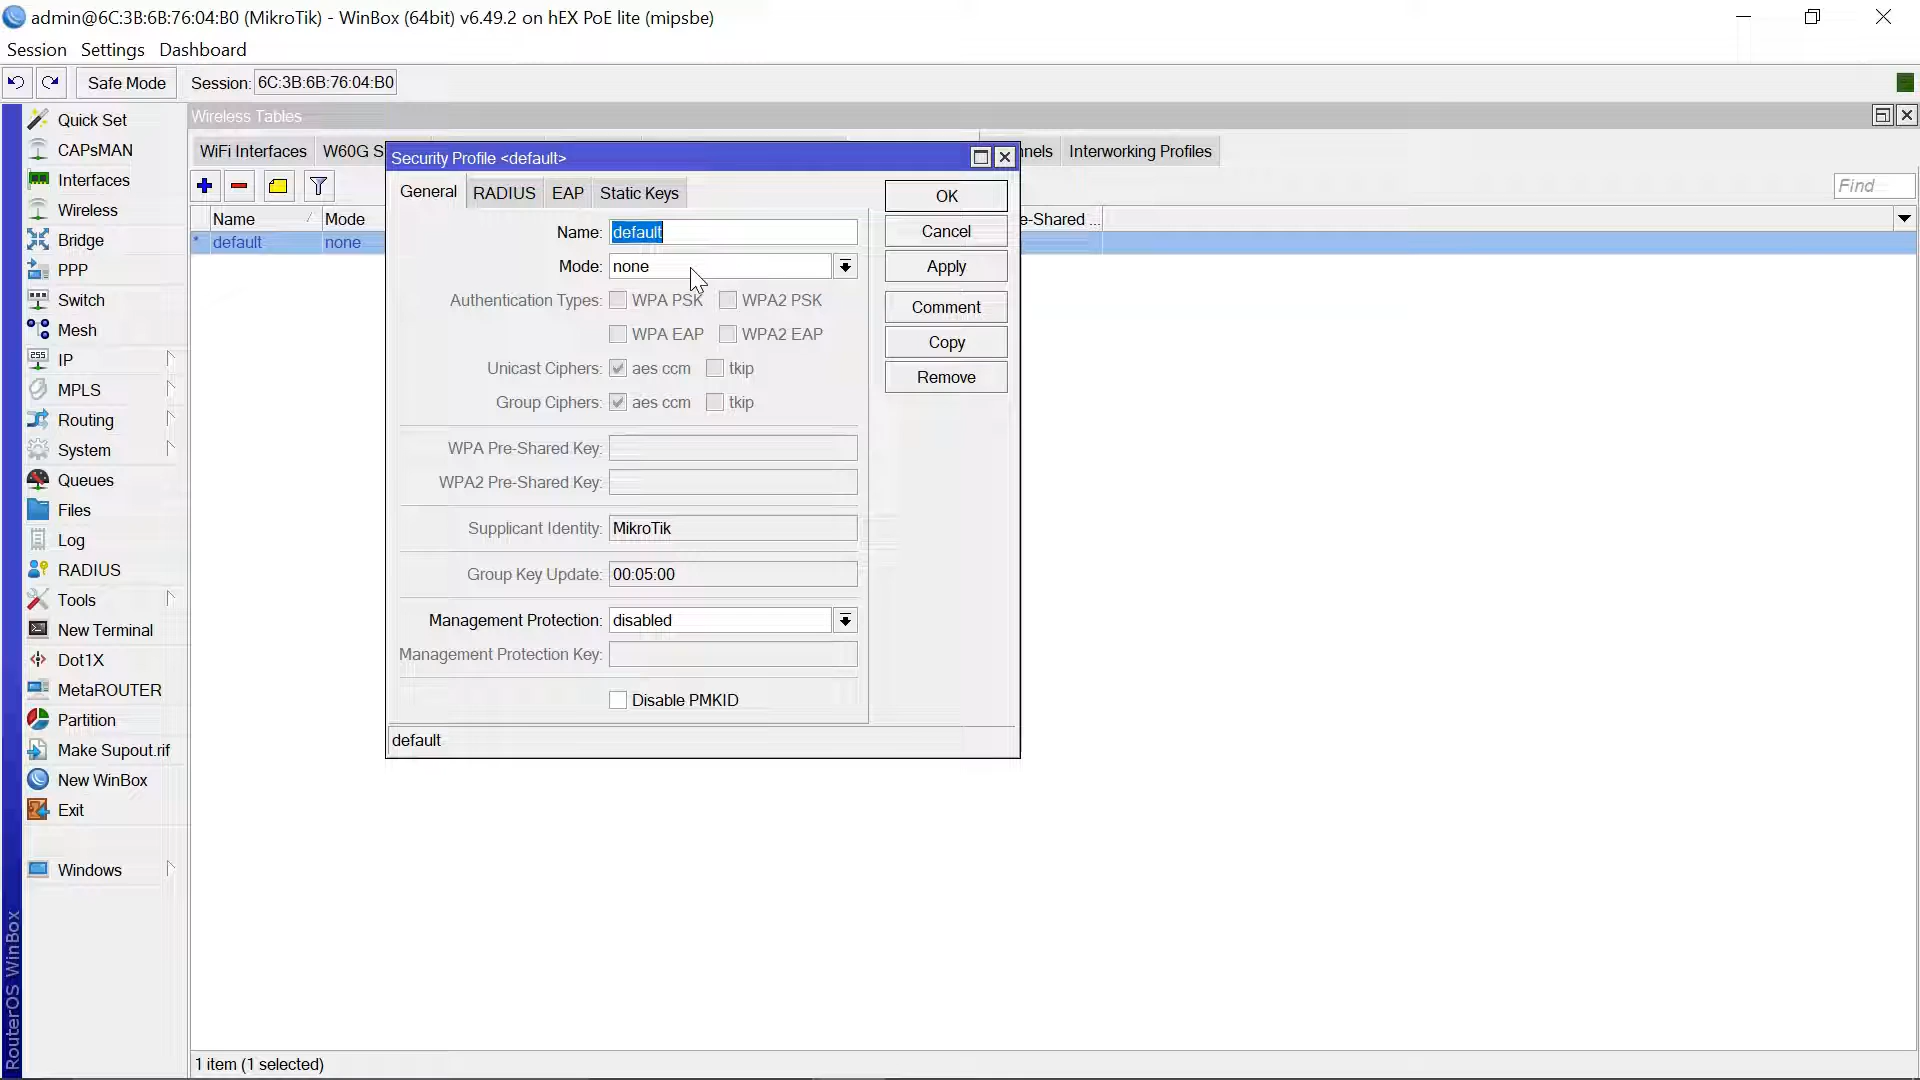 admin@6C:3B:6B:76:04:B0 (MikroTik) - WinBox (64bit) v6.49.2 on hEX PoE lite (mipsbe)
Session Settings Dashboard
Safe Mode Session: 6C:3B:6B:76:04:B0
Quick Set
CAPsMAN
Interfaces
Wireless
Bridge
PPP
Switch
Mesh
255
IP
MPLS
Routing
System
Queues
Files
Log
RADIUS
Tools
New Terminal
Dot1X
MetaROUTER
Partition
Make Supout.rif
New WinBox
Exit
Windows
RouterOS WinBox
Wireless Tables
WiFi Interfaces W60G S nnels Interworking Profiles
Find
Name Mode e-Shared ...
* default none
Security Profile <default>
General RADIUS EAP Static Keys
Name: default
Mode: none
Authentication Types: WPA PSK WPA2 PSK
WPA EAP WPA2 EAP
Unicast Ciphers: aes ccm tkip
Group Ciphers: aes ccm tkip
WPA Pre-Shared Key:
WPA2 Pre-Shared Key:
Supplicant Identity: MikroTik
Group Key Update: 00:05:00
Management Protection: disabled
Management Protection Key:
Disable PMKID
default
OK
Cancel
Apply
Comment
Copy
Remove
1 item (1 selected)